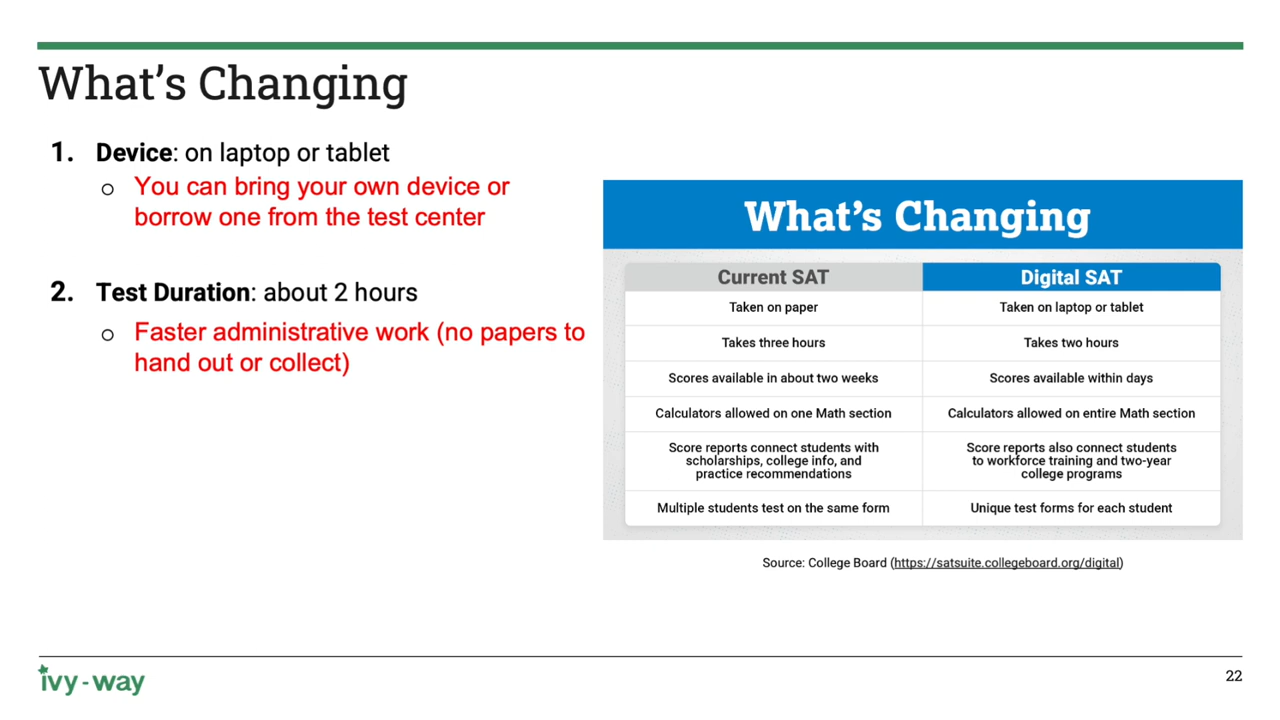 What's Changing
1. Device: on laptop or tablet
○ You can bring your own device or
borrow one from the test center
2. Test Duration: about 2 hours
○ Faster administrative work (no papers to
hand out or collect)
What's Changing
Current SAT Digital SAT
Taken on paper Taken on laptop or tablet
Takes three hours Takes two hours
Scores available in about two weeks Scores available within days
Calculators allowed on one Math section Calculators allowed on entire Math section
Score reports connect students with
scholarships, college info, and
practice recommendations
Score reports also connect students
to workforce training and two-year
college programs
Multiple students test on the same form Unique test forms for each student
Source: College Board (https://satsuite.collegeboard.org/digital)
ivy-way
22